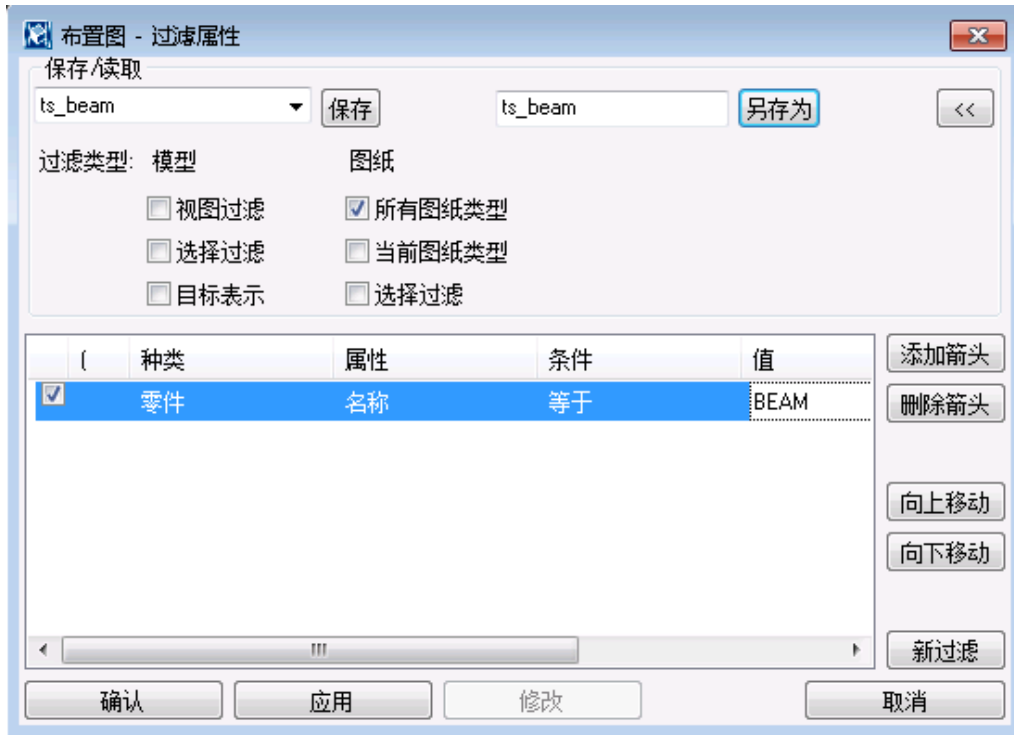 布置图 - 过滤属性
保存/读取
ts_beam 保存 ts_beam 另存为 <<
过滤类型: 模型 图纸
视图过滤 所有图纸类型
选择过滤 当前图纸类型
目标表示 选择过滤
( 种类 属性 条件 值
零件 名称 等于 BEAM
添加箭头
删除箭头
向上移动
向下移动
新过滤
确认 应用 修改 取消